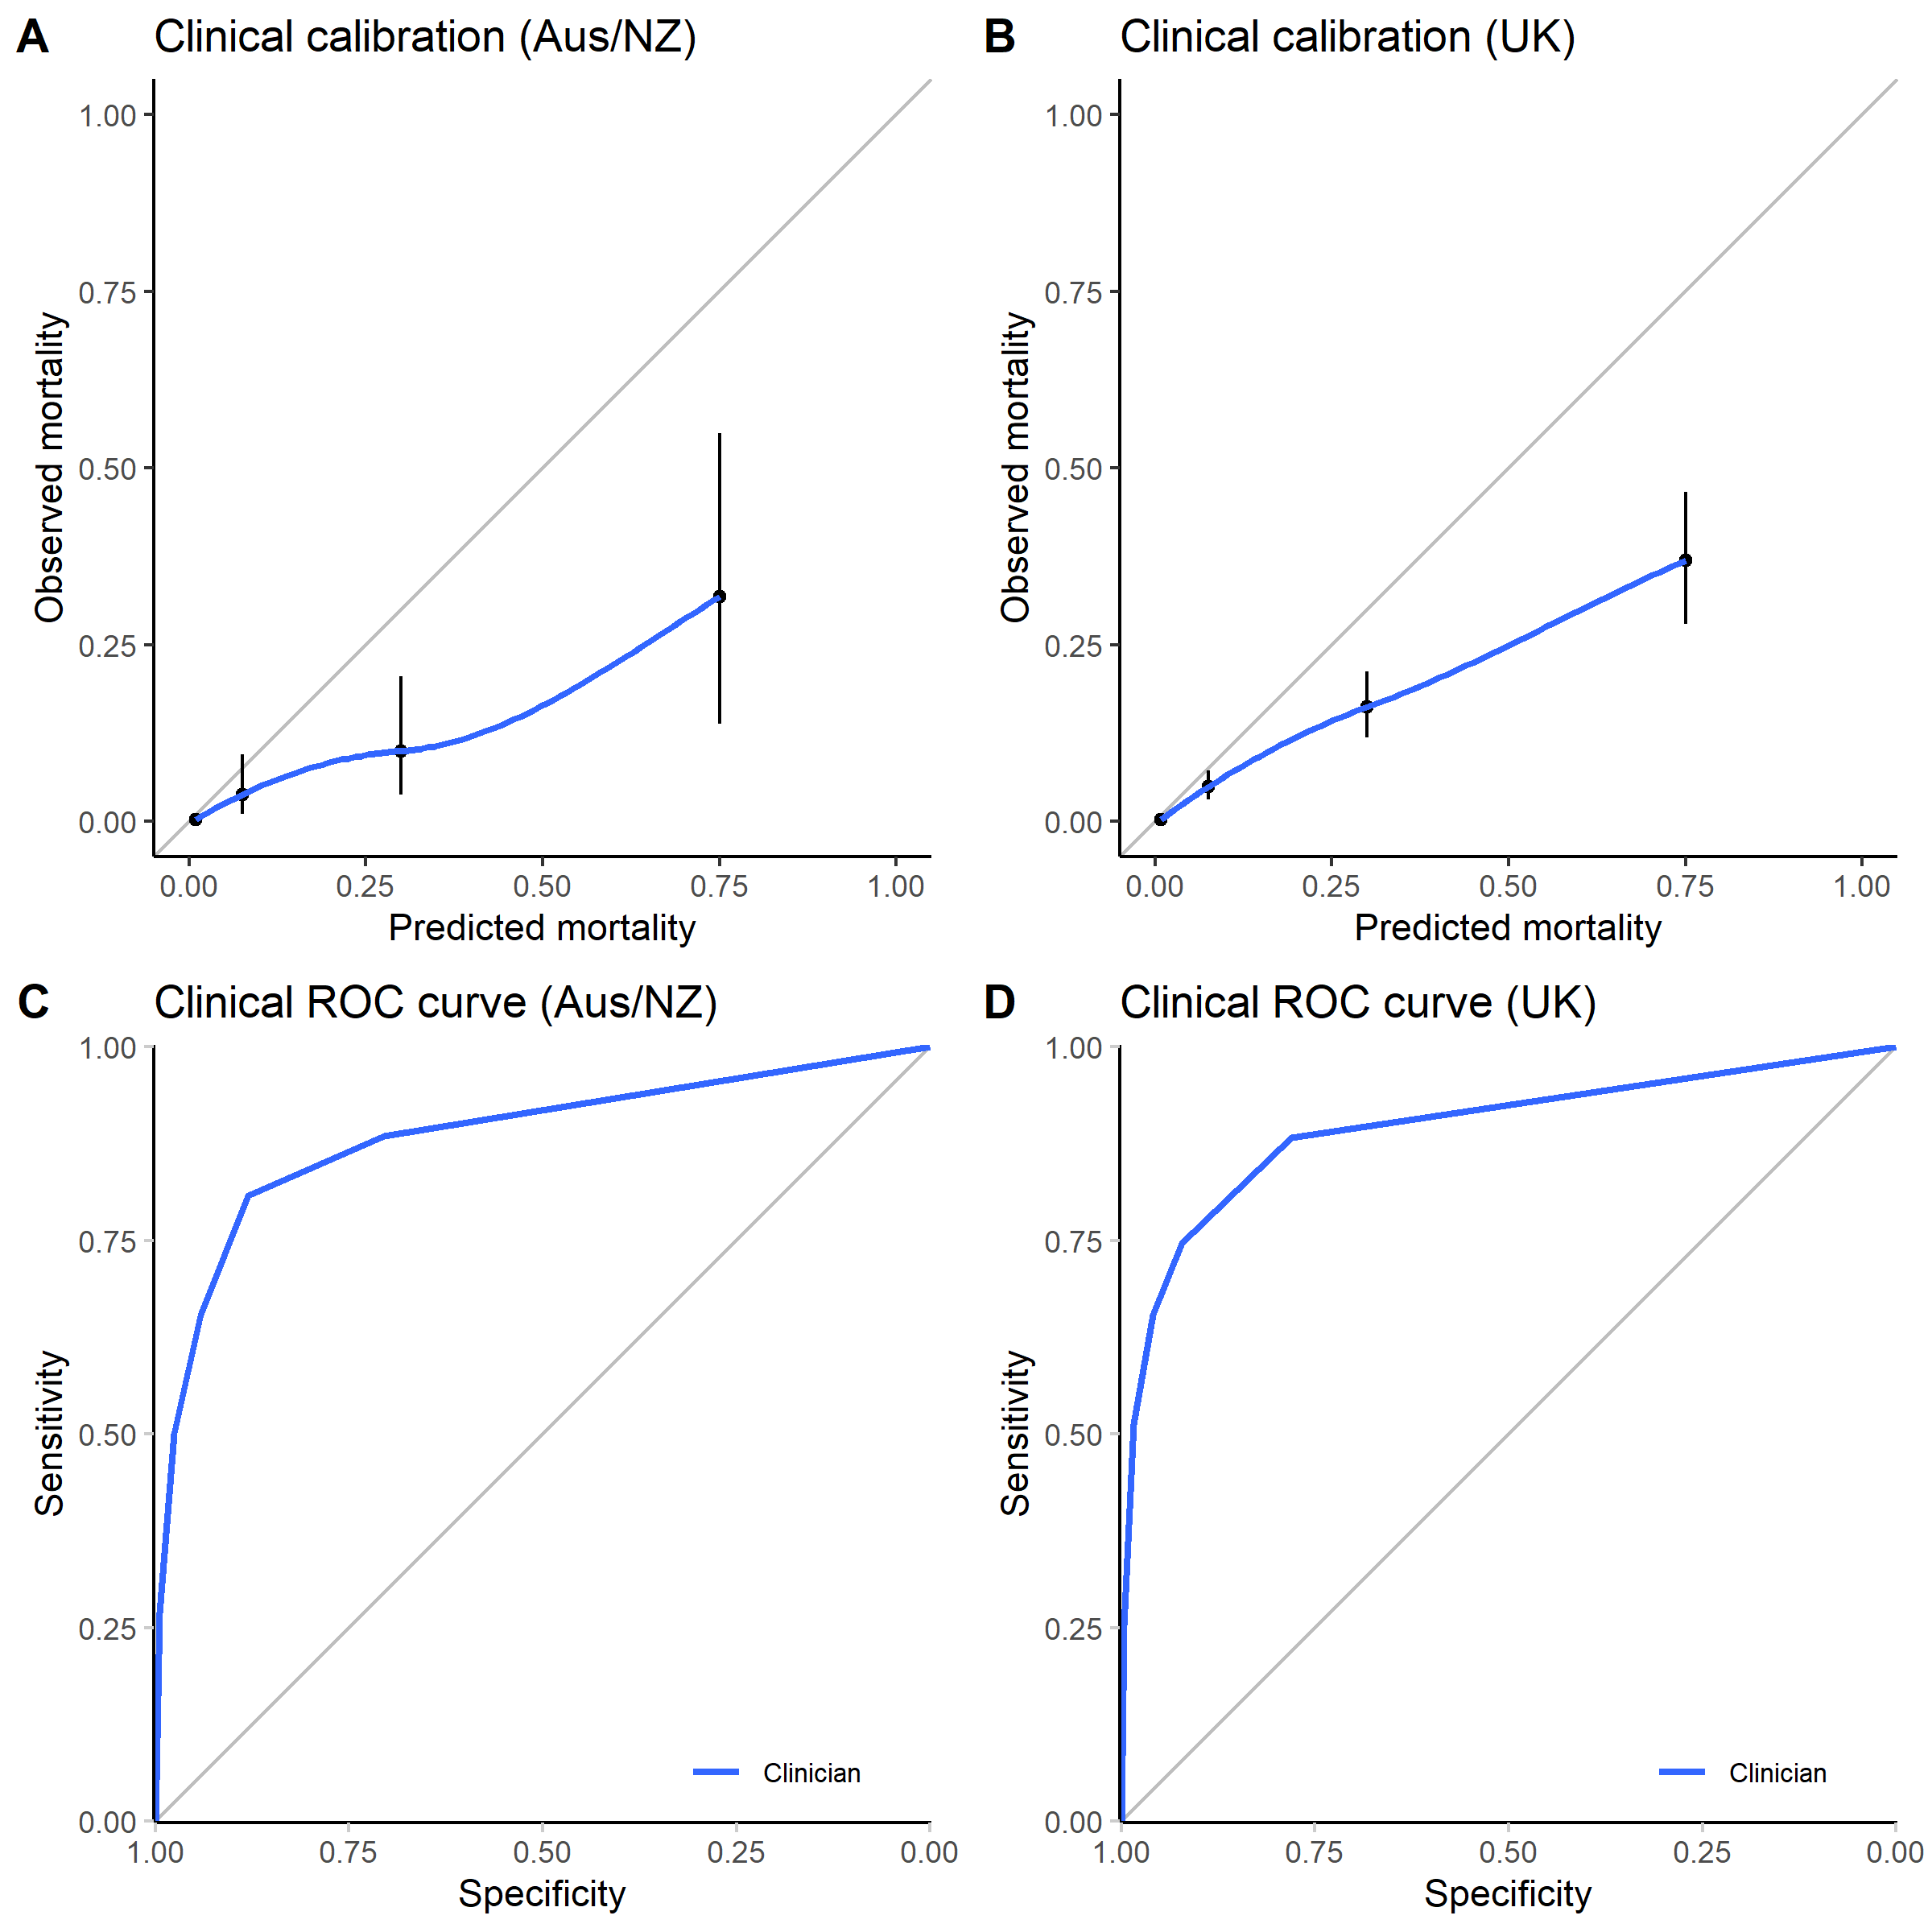 A Clinical calibration (Aus/NZ)
1.00
0.75
0.50
0.25
0.00
Observed mortality
0.00 0.25 0.50 0.75 1.00
Predicted mortality
B Clinical calibration (UK)
1.00
0.75
0.50
0.25
0.00
Observed mortality
0.00 0.25 0.50 0.75 1.00
Predicted mortality
C Clinical ROC curve (Aus/NZ)
1.00
0.75
0.50
0.25
0.00
Sensitivity
Clinician
1.00 0.75 0.50 0.25 0.00
Specificity
D Clinical ROC curve (UK)
1.00
0.75
0.50
0.25
0.00
Sensitivity
Clinician
1.00 0.75 0.50 0.25 0.00
Specificity